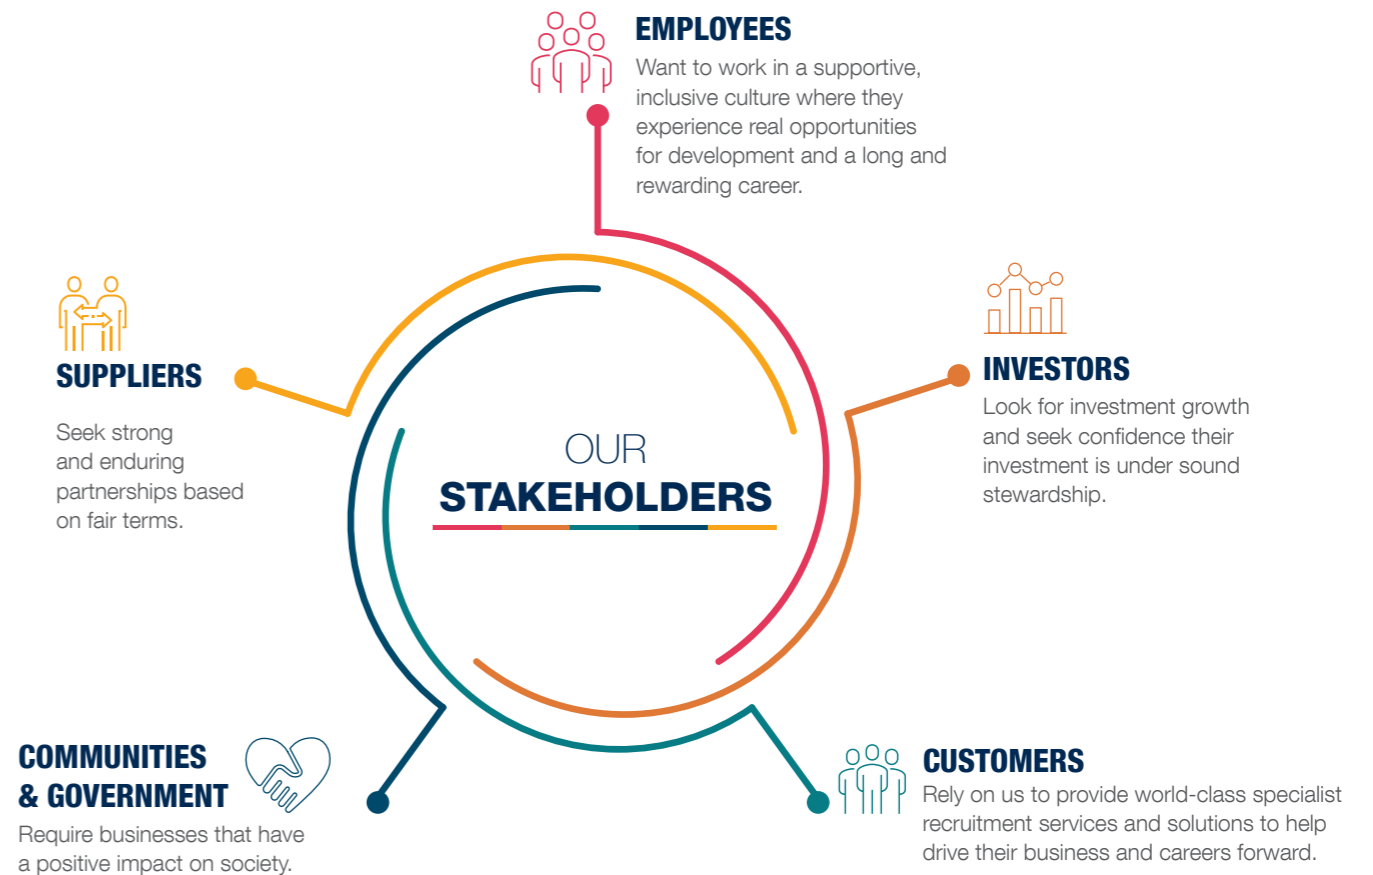 EMPLOYEES
Want to work in a supportive,
inclusive culture where they
experience real opportunities
for development and a long and
rewarding career.
SUPPLIERS
Seek strong
and enduring
partnerships based
on fair terms.
OUR
STAKEHOLDERS
INVESTORS
Look for investment growth
and seek confidence their
investment is under sound
stewardship.
COMMUNITIES
& GOVERNMENT
Require businesses that have
a positive impact on society.
CUSTOMERS
Rely on us to provide world-class specialist
recruitment services and solutions to help
drive their business and careers forward.